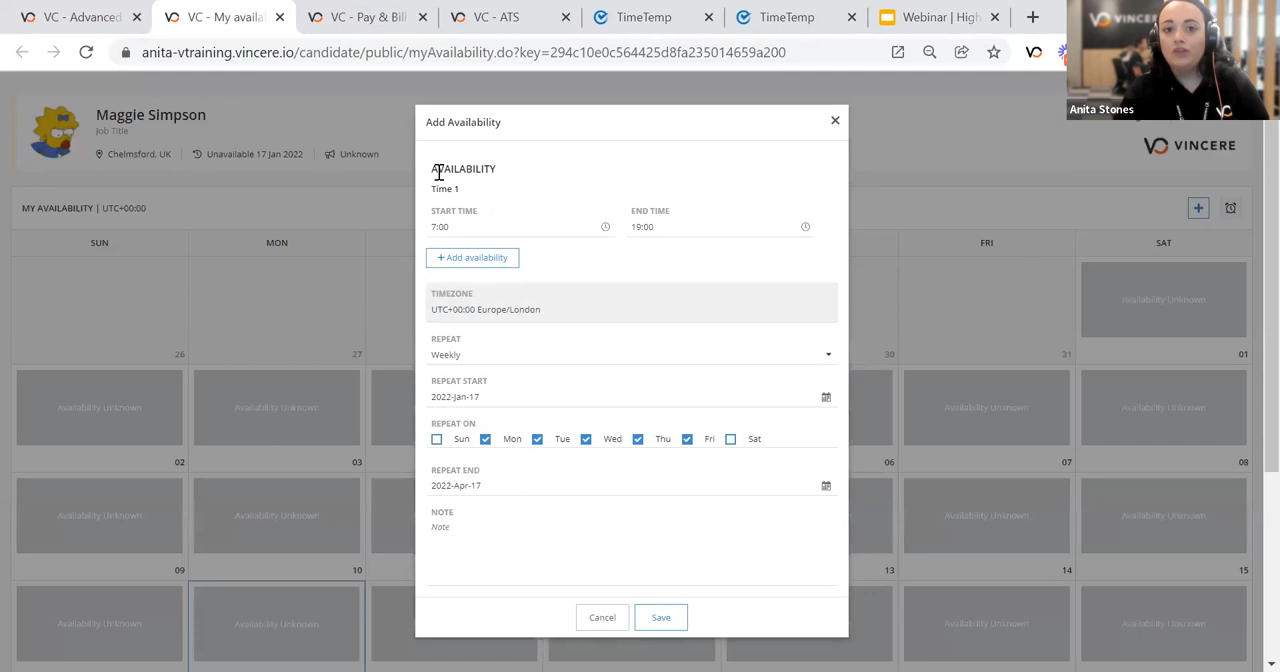 VC - Advanced
VC - My availa
VC - Pay & Bill
VC - ATS
TimeTemp
TimeTemp
Webinar | High
anita-vtraining.vincere.io/candidate/public/myAvailability.do?key=294c10e0c564425d8fa235014659a200
VINCERE
Anita Stones
Maggie Simpson
Job Title
Chelmsford, UK
Unavailable 17 Jan 2022
Unknown
VINCERE
MY AVAILABILITY | UTC+00:00
SUN MON FRI SAT
Availability Unknown
26 27 30 31 01
Availability Unknown Availability Unknown Availability Unknown Availability Unknown
02 03 06 07 08
Availability Unknown Availability Unknown Availability Unknown Availability Unknown
09 10 13 14 15
Availability Unknown Availability Unknown Availability Unknown Availability Unknown
Add Availability
AVAILABILITY
Time 1
START TIME END TIME
7:00 19:00
+ Add availability
TIMEZONE
UTC+00:00 Europe/London
REPEAT
Weekly
REPEAT START
2022-Jan-17
REPEAT ON
Sun Mon Tue Wed Thu Fri Sat
REPEAT END
2022-Apr-17
NOTE
Note
Cancel Save